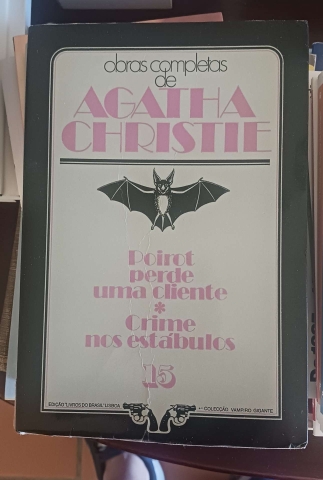 obras completas
de
AGATHA
CHRISTIE
Poirot
perde
uma cliente
*
Crime
nos estábulos
15
EDIÇÃO "LIVROS DO BRASIL" LISBOA
COLECÇÃO VAMPIRO GIGANTE